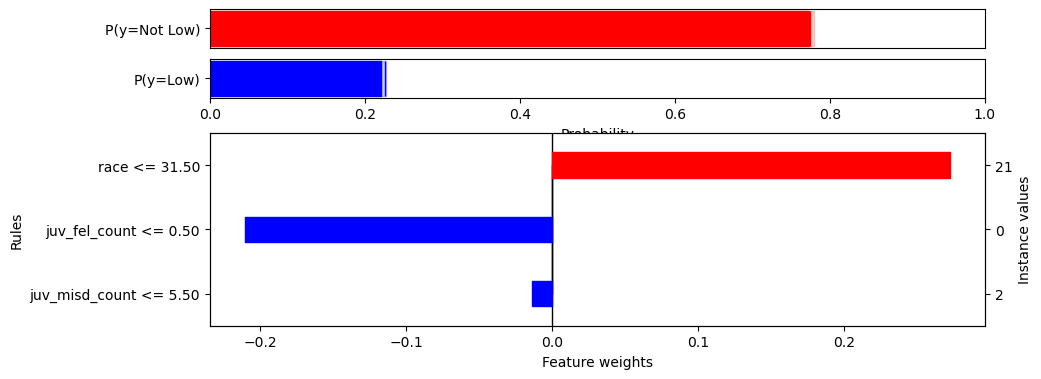 P(y=Not Low)
P(y=Low)
0.0 0.2 0.4 0.6 0.8 1.0
Probability
race <= 31.50 21
juv_fel_count <= 0.50 0
juv_misd_count <= 5.50 2
Rules
Instance values
−0.2 −0.1 0.0 0.1 0.2
Feature weights